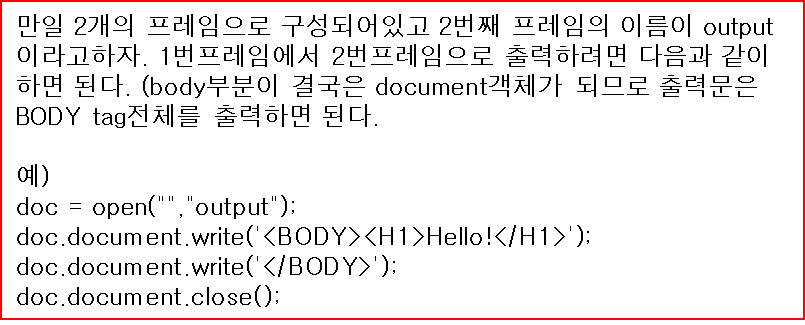 만일 2개의 프레임으로 구성되어있고 2번째 프레임의 이름이 output
이라고하자. 1번프레임에서 2번프레임으로 출력하려면 다음과 같이
하면 된다. (body부분이 결국은 document객체가 되므로 출력문은
BODY tag전체를 출력하면 된다.
예)
doc = open("","output");
doc.document.write('<BODY><H1>Hello!</H1>');
doc.document.write('</BODY>');
doc.document.close();